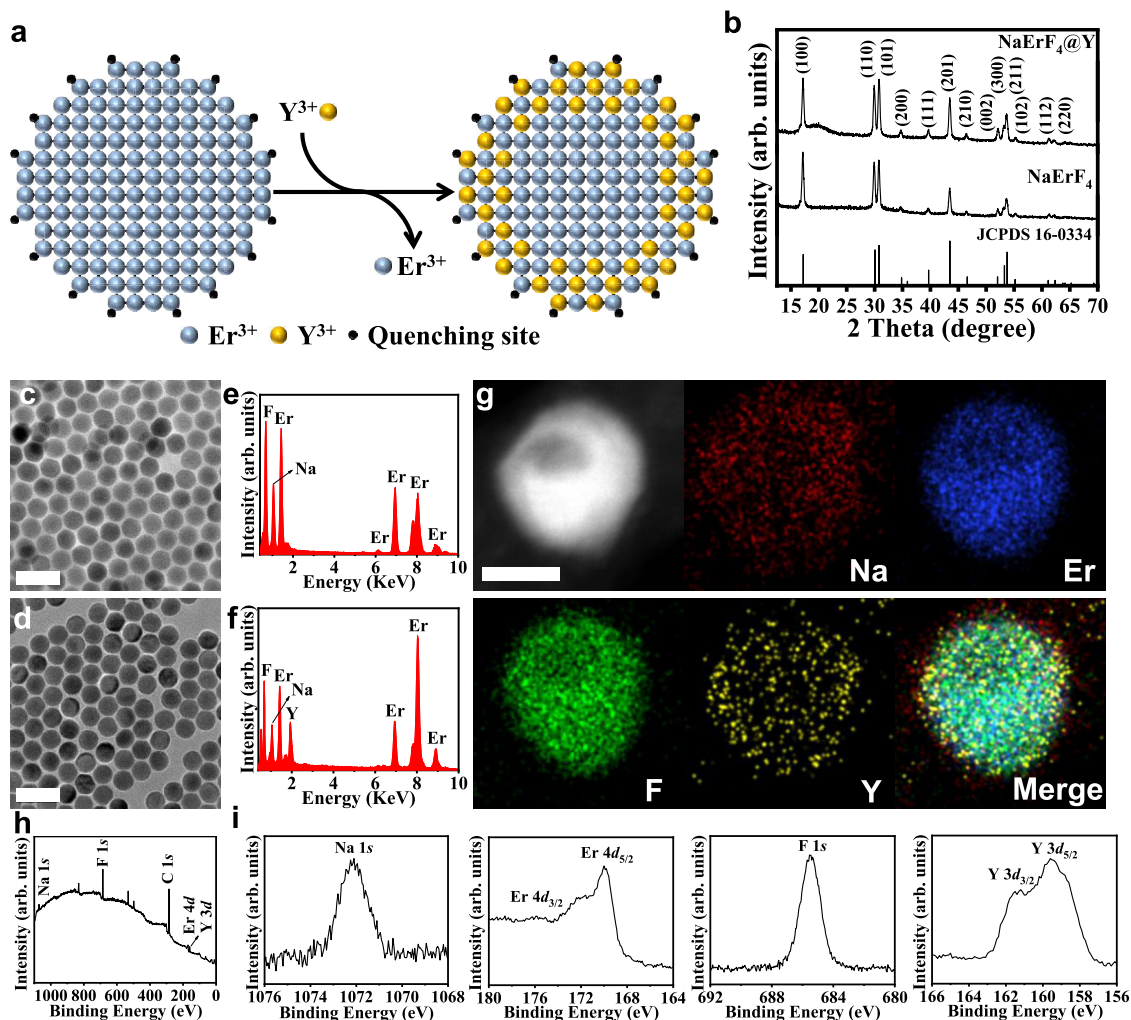 a
Y³⁺
Er³⁺
Er³⁺
Y³⁺
Quenching site
b
Intensity (arb. units)
NaErF₄@Y
(100)
(110)
(101)
(200)
(111)
(201)
(210)
(002)
(300)
(211)
(102)
(112)
(220)
NaErF₄
JCPDS 16-0334
15 20 25 30 35 40 45 50 55 60 65 70
2 Theta (degree)
c
d
e
Intensity (arb. units)
F
Er
Na
Er
Er
Er
Er
2 4 6 8 10
Energy (KeV)
f
Intensity (arb. units)
F
Er
Na
Y
Er
Er
Er
2 4 6 8 10
Energy (KeV)
g
Na
Er
F
Y
Merge
h
Intensity (arb. units)
Na 1s
F 1s
C 1s
Er 4d
Y 3d
1000 800 600 400 200 0
Binding Energy (eV)
i
Intensity (arb. units)
Na 1s
1076 1074 1072 1070 1068
Binding Energy (eV)
Intensity (arb. units)
Er 4d₃/₂
Er 4d₅/₂
180 176 172 168 164
Binding Energy (eV)
Intensity (arb. units)
F 1s
692 688 684 680
Binding Energy (eV)
Intensity (arb. units)
Y 3d₃/₂
Y 3d₅/₂
166 164 162 160 158 156
Binding Energy (eV)